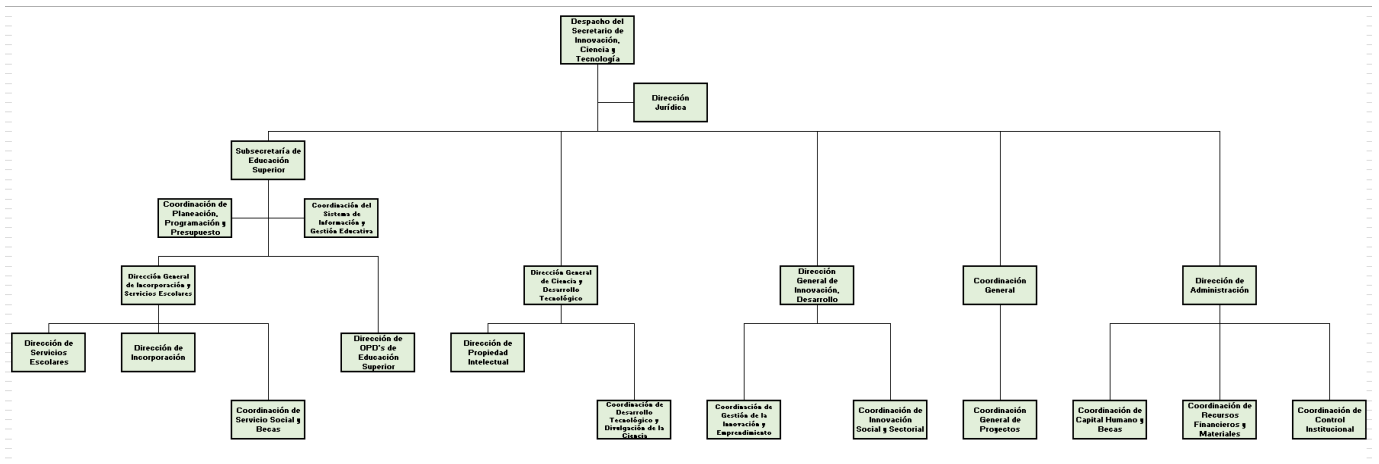 Despacho del
Secretario de
Innovación,
Ciencia y
Tecnología
Dirección
Jurídica
Subsecretaría de
Educación
Superior
Coordinación de
Planeación,
Programación y
Presupuesto
Coordinación del
Sistema de
Información y
Gestión Educativa
Dirección General
de Incorporación y
Servicios Escolares
Dirección General
de Ciencia y
Desarrollo
Tecnológico
Dirección
General de
Innovación,
Desarrollo
Coordinación
General
Dirección de
Administración
Dirección de
Servicios
Escolares
Dirección de
Incorporación
Dirección de
OPD's de
Educación
Superior
Dirección de
Propiedad
Intelectual
Coordinación de
Servicio Social y
Becas
Coordinación de
Desarrollo
Tecnológico y
Divulgación de la
Ciencia
Coordinación de
Gestión de la
Innovación y
Emprendimiento
Coordinación de
Innovación
Social y Sectorial
Coordinación
General de
Proyectos
Coordinación de
Capital Humano y
Becas
Coordinación de
Recursos
Financieros y
Materiales
Coordinación de
Control
Institucional